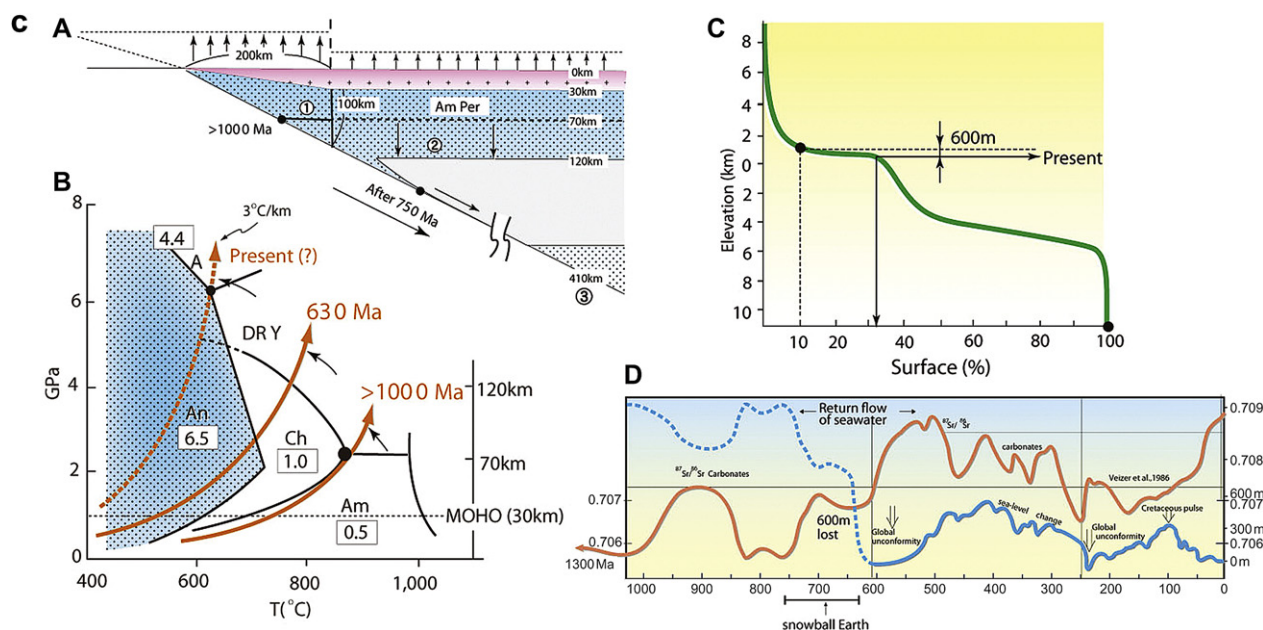 c
A
200km
0km
30km
①
100km
Am Per
>1000 Ma
70km
②
120km
After 750 Ma
410km
③
B
8
6
4
2
0
GPa
3°C/km
4.4
A
Present (?)
630 Ma
DRY
>1000 Ma
120km
An
6.5
Ch
1.0
70km
Am
0.5
MOHO (30km)
400
600
800
1,000
T(°C)
C
8
6
4
2
0
2
4
6
8
10
Elevation (km)
600m
Present
10
20
40
60
80
100
Surface (%)
D
Return flow
of seawater
⁸⁷Sr/⁸⁶Sr
carbonates
0.709
0.708
⁸⁷Sr/⁸⁶Sr Carbonates
Veizer et al.,1986
600m
0.707
0.707
600m
lost
Global
unconformity
sea-level
change
Global
unconformity
Cretaceous pulse
300m
0.706
0.706
0m
1300Ma
1000
900
800
700
600
500
400
300
200
100
0
snowball Earth